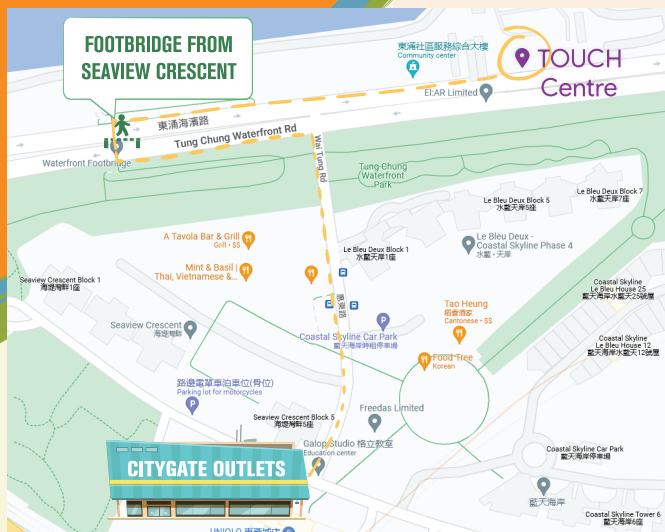 FOOTBRIDGE FROM
SEAVIEW CRESCENT
東涌社區服務綜合大樓
Community center
TOUCH
Centre
El:AR Limited
東涌海濱路
Tung Chung Waterfront Rd
Waterfront Footbridge
Wai Tung Rd
Tung Chung
Waterfront
Park
Le Bleu Deux Block 7
水藍天岸7座
Le Bleu Deux Block 5
水藍天岸5座
A Tavola Bar & Grill
Grill • $$
Le Bleu Deux -
Coastal Skyline Phase 4
水藍・天岸
Le Bleu Deux Block 1
水藍天岸1座
Mint & Basil |
Thai, Vietnamese &...
Seaview Crescent Block 1
海堤灣畔1座
Coastal Skyline
Le Bleu House 25
藍天海岸水藍天25號屋
惠東路
Tao Heung
稻香酒家
Cantonese • $$
Seaview Crescent
海堤灣畔
Coastal Skyline Car Park
藍天海岸時租停車場
Coastal Skyline
Le Bleu House 12
藍天海岸水藍天12號屋
Food Tree
Korean
路邊電單車泊車位(骨位)
Parking lot for motorcycles
Freedas Limited
Seaview Crescent Block 5
海堤灣畔5座
Galop Studio 格立教室
Education center
Coastal Skyline Car Park
藍天海岸停車場
CITYGATE OUTLETS
藍天海岸
Coastal Skyline Tower 6
藍天海岸6座
UNIQLO